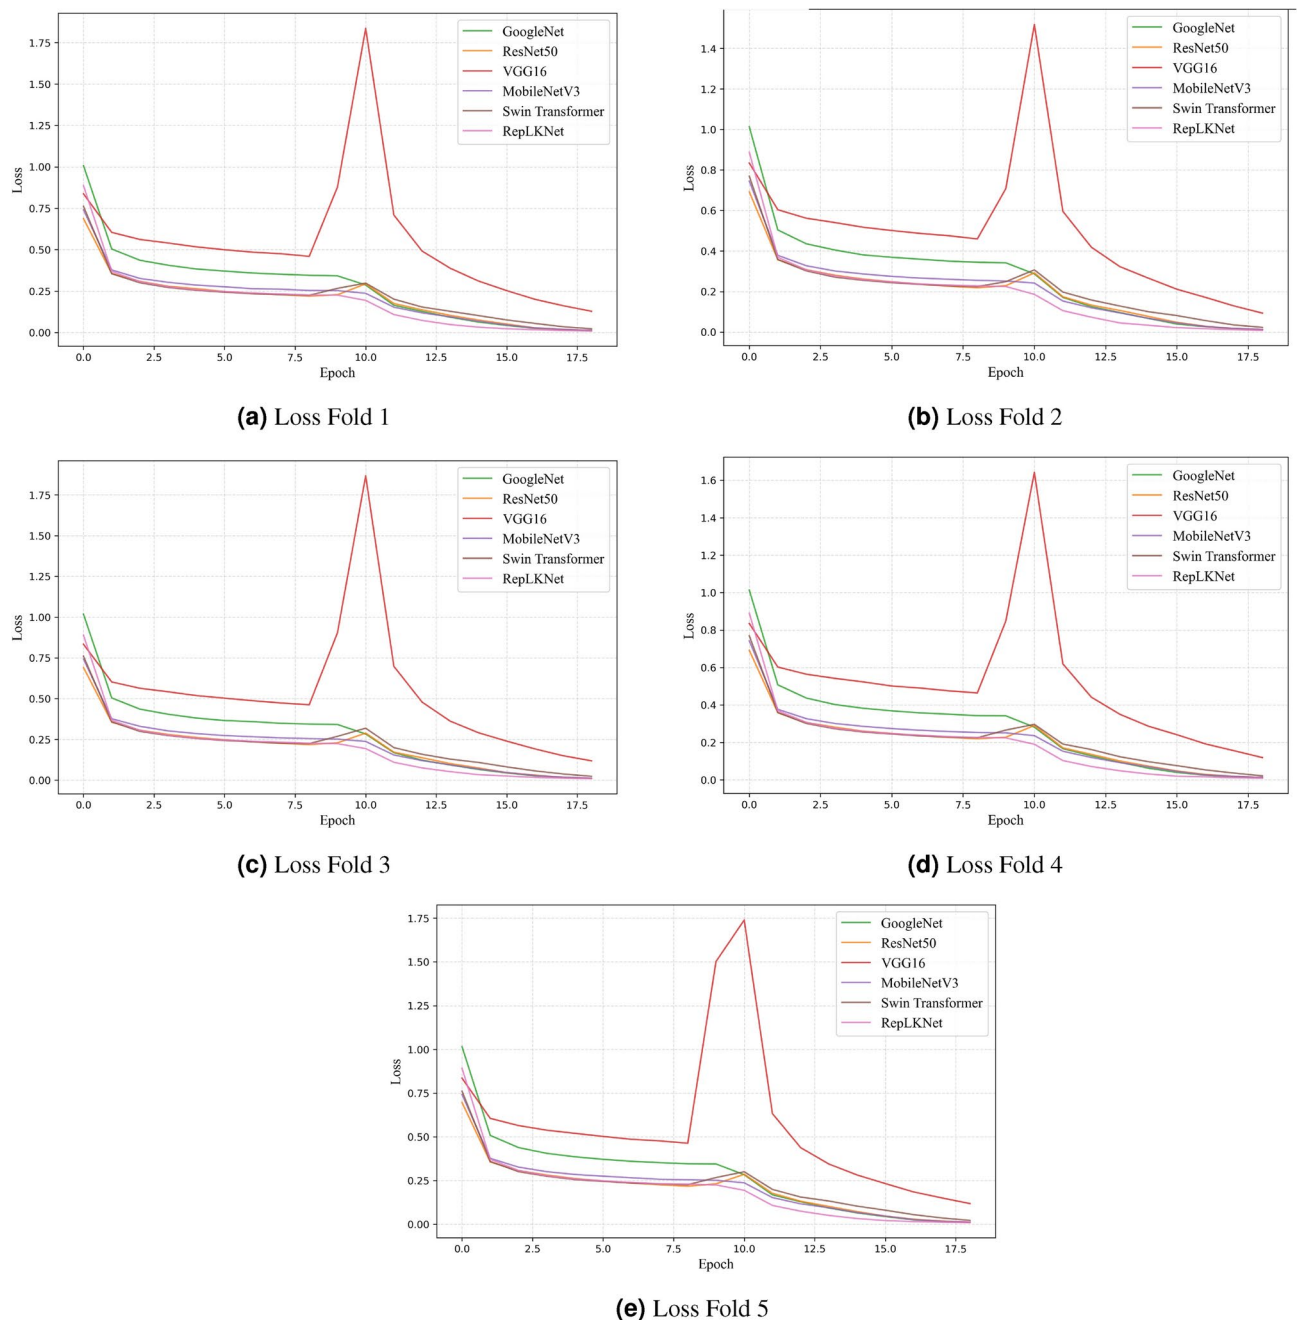 1.75
1.50
1.25
1.00
0.75
0.50
0.25
0.00
Loss
0.0 2.5 5.0 7.5 10.0 12.5 15.0 17.5
Epoch
GoogleNet
ResNet50
VGG16
MobileNetV3
Swin Transformer
RepLKNet
(a) Loss Fold 1
1.4
1.2
1.0
0.8
0.6
0.4
0.2
0.0
Loss
0.0 2.5 5.0 7.5 10.0 12.5 15.0 17.5
Epoch
GoogleNet
ResNet50
VGG16
MobileNetV3
Swin Transformer
RepLKNet
(b) Loss Fold 2
1.75
1.50
1.25
1.00
0.75
0.50
0.25
0.00
Loss
0.0 2.5 5.0 7.5 10.0 12.5 15.0 17.5
Epoch
GoogleNet
ResNet50
VGG16
MobileNetV3
Swin Transformer
RepLKNet
(c) Loss Fold 3
1.6
1.4
1.2
1.0
0.8
0.6
0.4
0.2
0.0
Loss
0.0 2.5 5.0 7.5 10.0 12.5 15.0 17.5
Epoch
GoogleNet
ResNet50
VGG16
MobileNetV3
Swin Transformer
RepLKNet
(d) Loss Fold 4
1.75
1.50
1.25
1.00
0.75
0.50
0.25
0.00
Loss
0.0 2.5 5.0 7.5 10.0 12.5 15.0 17.5
Epoch
GoogleNet
ResNet50
VGG16
MobileNetV3
Swin Transformer
RepLKNet
(e) Loss Fold 5